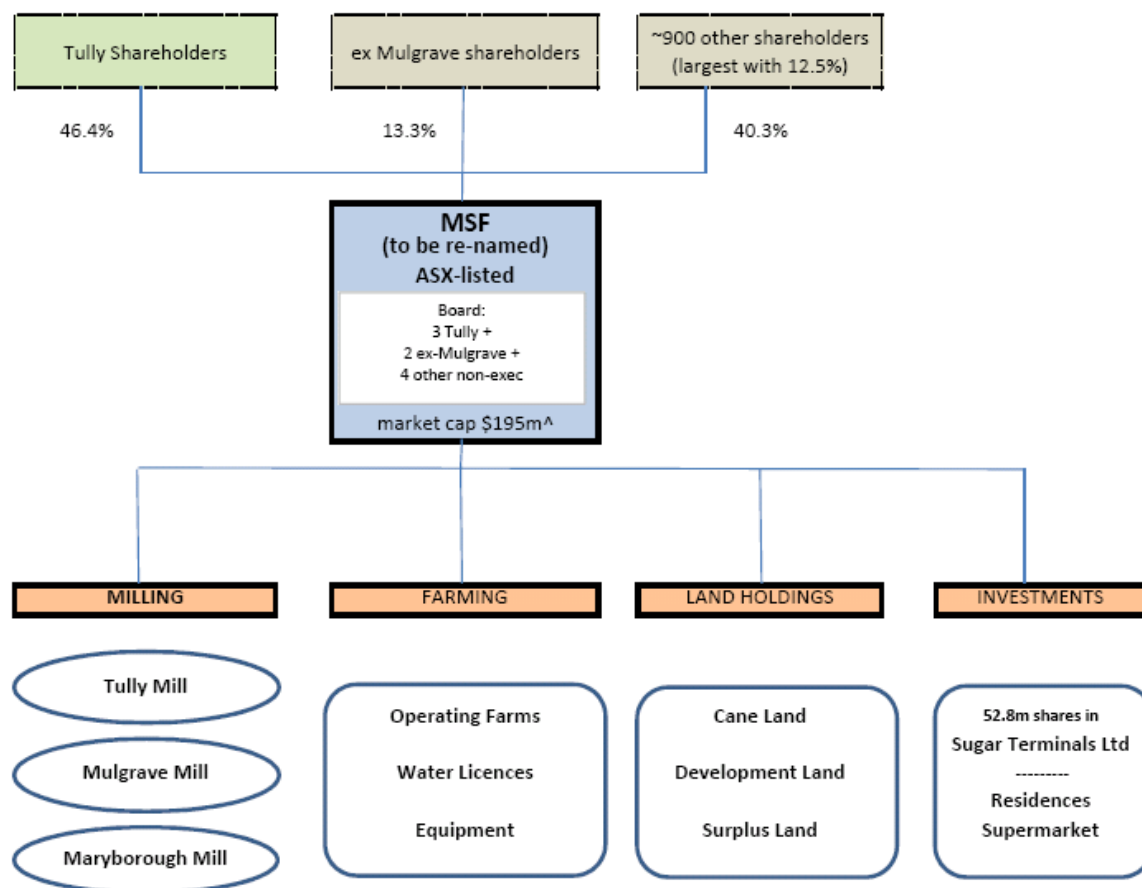 Tully Shareholders
ex Mulgrave shareholders
~900 other shareholders
(largest with 12.5%)
46.4%
13.3%
40.3%
MSF
(to be re-named)
ASX-listed
Board:
3 Tully +
2 ex-Mulgrave +
4 other non-exec
market cap $195m^
MILLING
FARMING
LAND HOLDINGS
INVESTMENTS
Tully Mill
Mulgrave Mill
Maryborough Mill
Operating Farms
Water Licences
Equipment
Cane Land
Development Land
Surplus Land
52.8m shares in
Sugar Terminals Ltd
---------
Residences
Supermarket